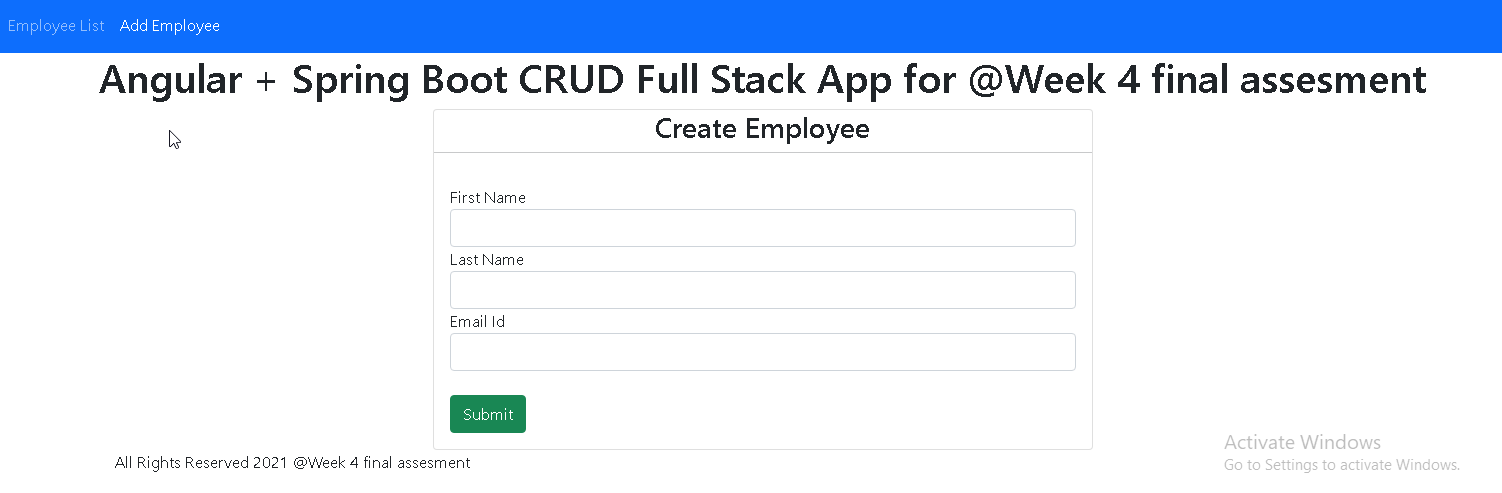 Employee List Add Employee
Angular + Spring Boot CRUD Full Stack App for @Week 4 final assesment
Create Employee
First Name
Last Name
Email Id
Submit
Activate Windows
Go to Settings to activate Windows.
All Rights Reserved 2021 @Week 4 final assesment